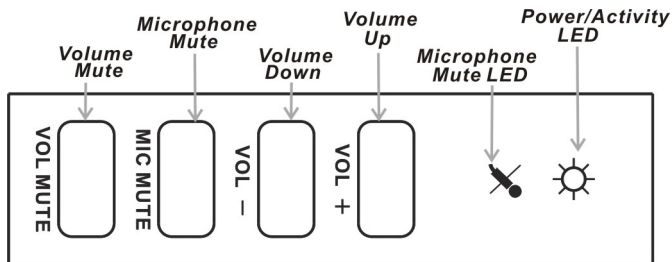 Volume
Mute
Microphone
Mute
Volume
Down
Volume
Up
Microphone
Mute LED
Power/Activity
LED
VOL MUTE
MIC MUTE
VOL –
VOL +